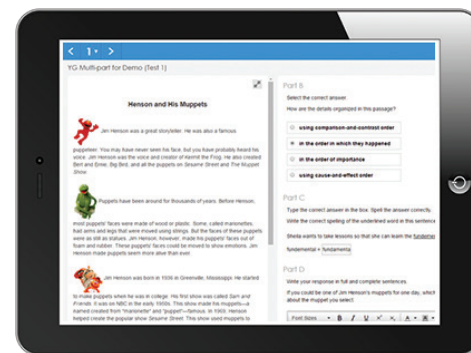 1
YG Multi-part for Demo (Test 1)
Henson and His Muppets
Jim Henson was a great storyteller. He was also a famous
puppeteer. You may have never seen his face, but you have probably heard his
voice. Jim Henson was the voice and creator of Kermit the Frog. He also created
Bert and Ernie, Big Bird, and all the puppets on Sesame Street and The Muppet
Show
Puppets have been around for thousands of years. Before Henson,
most puppets' faces were made of wood or plastic. Some, called marionettes,
had arms and legs that were moved using strings. But the faces of these puppets
were as still as statues. Jim Henson, however, made his puppets' faces out of
foam and rubber. These puppets' faces could be moved to show emotions. Jim
Henson made puppets seem more alive than ever.
Jim Henson was born in 1936 in Greenville, Mississippi. He started
to make puppets when he was in college. His first show was called Sam and
Friends. It was on NBC in the early 1950s. This show made his muppets—a
named created from "marionette" and "puppet"—famous. In 1969, Henson
helped create the popular show Sesame Street. This show used muppets to
Part B
Select the correct answer.
How are the details organized in this passage?
using comparison-and-contrast order
in the order in which they happened
in the order of importance
using cause-and-effect order
Part C
Type the correct answer in the box. Spell the answer correctly.
Write the correct spelling of the underlined word in this sentence
Sheila wants to take lessons so that she can learn the
fundemental = fundamenta
Part D
Write your response in full and complete sentences.
If you could be one of Jim Henson's muppets for one day, which
about the muppet you select.
Font Sizes B I U